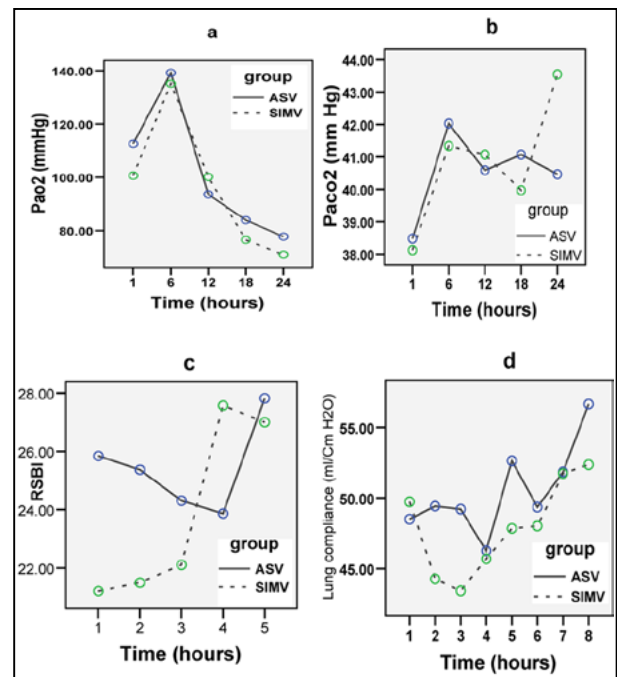 a
Pao2 (mmHg)
140.00
120.00
100.00
80.00
group
ASV
SIMV
1 6 12 18 24
Time (hours)
b
Paco2 (mm Hg)
44.00
43.00
42.00
41.00
40.00
39.00
38.00
group
ASV
SIMV
1 6 12 18 24
Time (hours)
c
RSBI
28.00
26.00
24.00
22.00
group
ASV
SIMV
1 2 3 4 5
Time (hours)
d
Lung compliance (ml/Cm H2O)
55.00
50.00
45.00
group
ASV
SIMV
1 2 3 4 5 6 7 8
Time (hours)